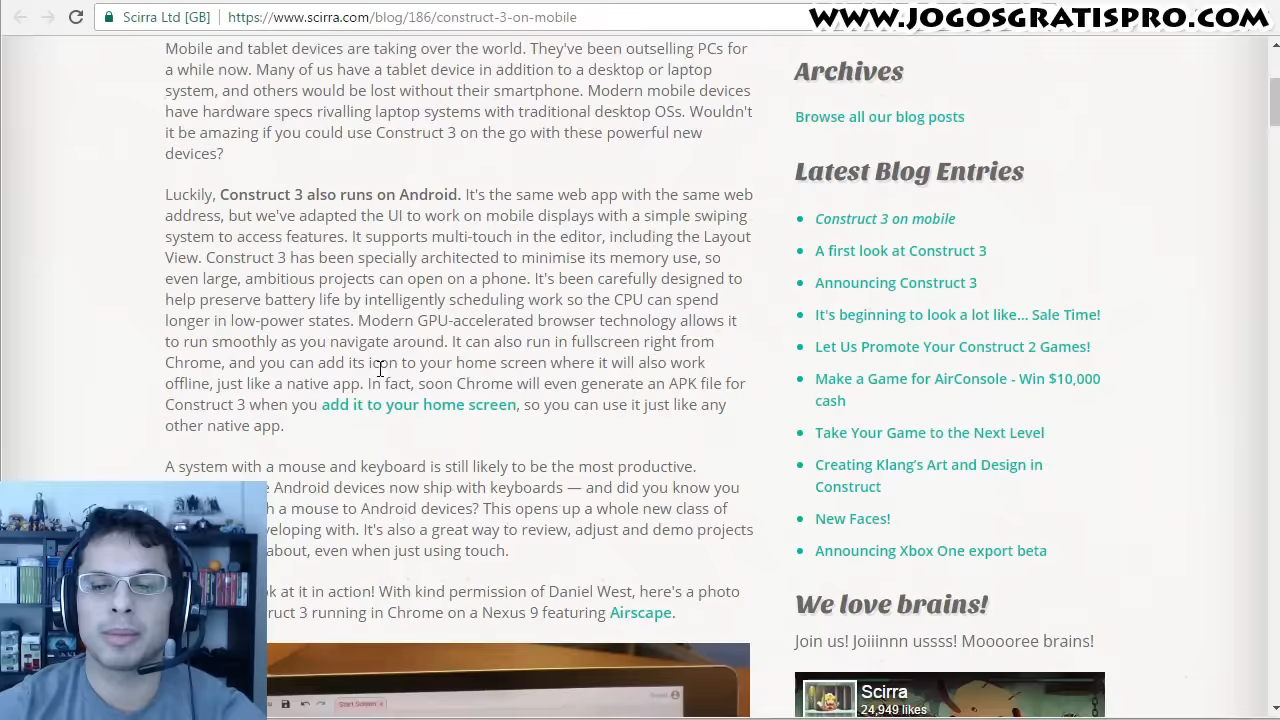 Scirra Ltd [GB] https://www.scirra.com/blog/186/construct-3-on-mobile
www.JOGOSGRATISPRO.com
Mobile and tablet devices are taking over the world. They've been outselling PCs for
a while now. Many of us have a tablet device in addition to a desktop or laptop
system, and others would be lost without their smartphone. Modern mobile devices
have hardware specs rivalling laptop systems with traditional desktop OSs. Wouldn't
it be amazing if you could use Construct 3 on the go with these powerful new
devices?
Luckily, Construct 3 also runs on Android. It's the same web app with the same web
address, but we've adapted the UI to work on mobile displays with a simple swiping
system to access features. It supports multi-touch in the editor, including the Layout
View. Construct 3 has been specially architected to minimise its memory use, so
even large, ambitious projects can open on a phone. It's been carefully designed to
help preserve battery life by intelligently scheduling work so the CPU can spend
longer in low-power states. Modern GPU-accelerated browser technology allows it
to run smoothly as you navigate around. It can also run in fullscreen right from
Chrome, and you can add its icon to your home screen where it will also work
offline, just like a native app. In fact, soon Chrome will even generate an APK file for
Construct 3 when you add it to your home screen, so you can use it just like any
other native app.
A system with a mouse and keyboard is still likely to be the most productive.
Android devices now ship with keyboards — and did you know you
a mouse to Android devices? This opens up a whole new class of
with. It's also a great way to review, adjust and demo projects
about, even when just using touch.
at it in action! With kind permission of Daniel West, here's a photo
3 running in Chrome on a Nexus 9 featuring Airscape.
Start Screen
Archives
Browse all our blog posts
Latest Blog Entries
Construct 3 on mobile
A first look at Construct 3
Announcing Construct 3
It's beginning to look a lot like... Sale Time!
Let Us Promote Your Construct 2 Games!
Make a Game for AirConsole - Win $10,000
cash
Take Your Game to the Next Level
Creating Klang's Art and Design in
Construct
New Faces!
Announcing Xbox One export beta
We love brains!
Join us! Joiiinnn ussss! Mooooree brains!
Scirra
24,949 likes